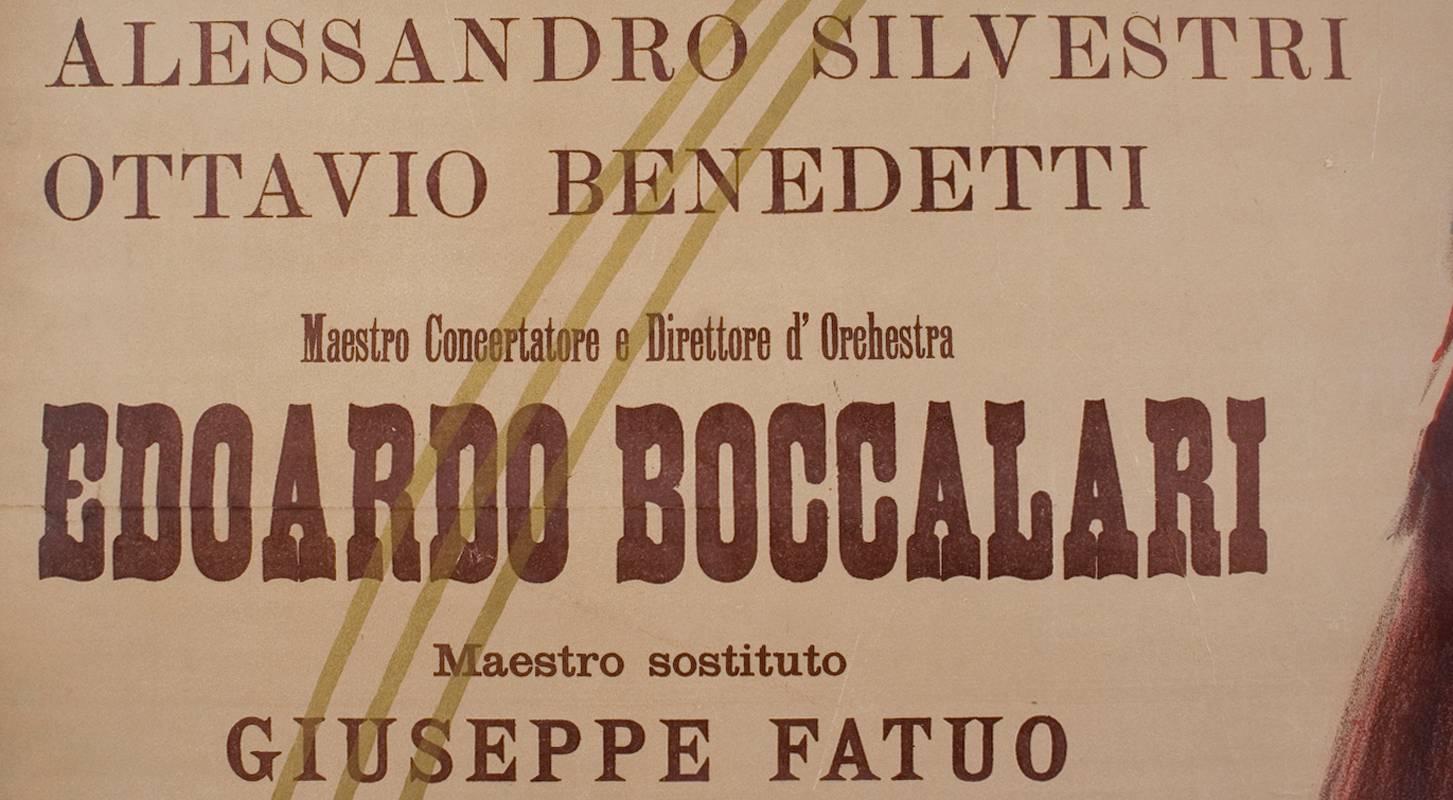 ALESSANDRO SILVESTRI
OTTAVIO BENEDETTI
Maestro Concertatore e Direttore d' Orchestra
EDOARDO BOCCALARI
Maestro sostituto
GIUSEPPE FATUO